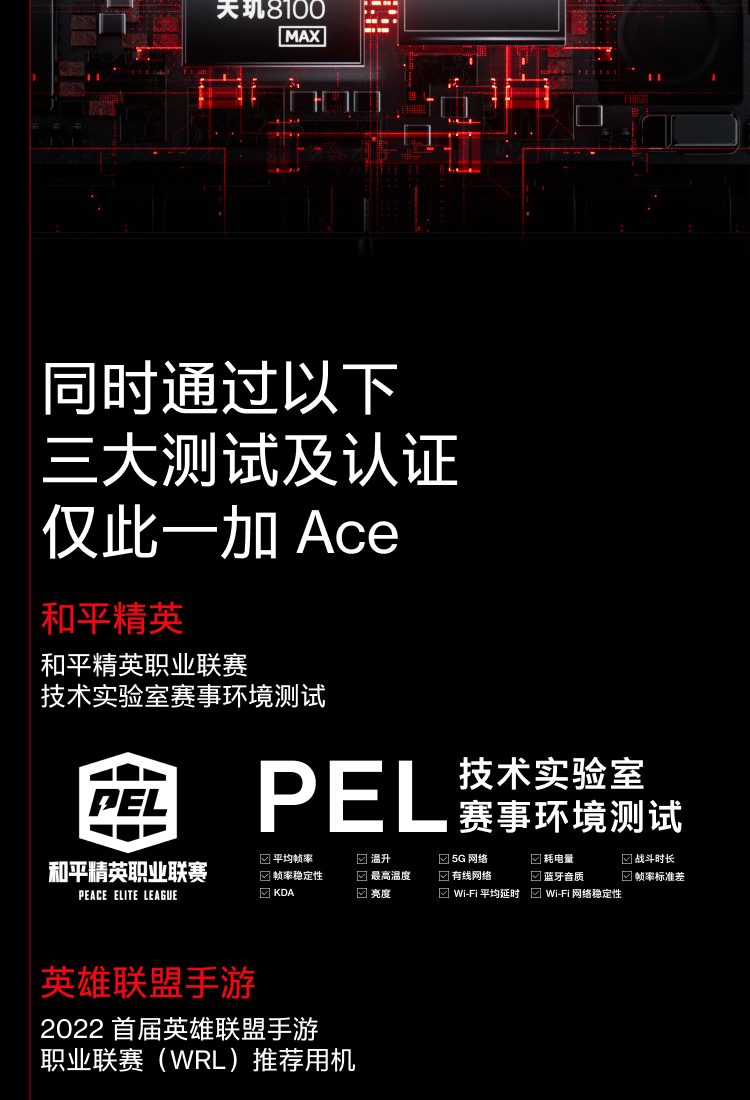 天玑8100
MAX
同时通过以下
三大测试及认证
仅此一加 Ace
和平精英
和平精英职业联赛
技术实验室赛事环境测试
PEL
和平精英职业联赛
PEACE ELITE LEAGUE
PEL 技术实验室
赛事环境测试
平均帧率 温升 5G 网络 耗电量 战斗时长
帧率稳定性 最高温度 有线网络 蓝牙音质 帧率标准差
KDA 亮度 Wi-Fi 平均延时 Wi-Fi 网络稳定性
英雄联盟手游
2022 首届英雄联盟手游
职业联赛（WRL）推荐用机